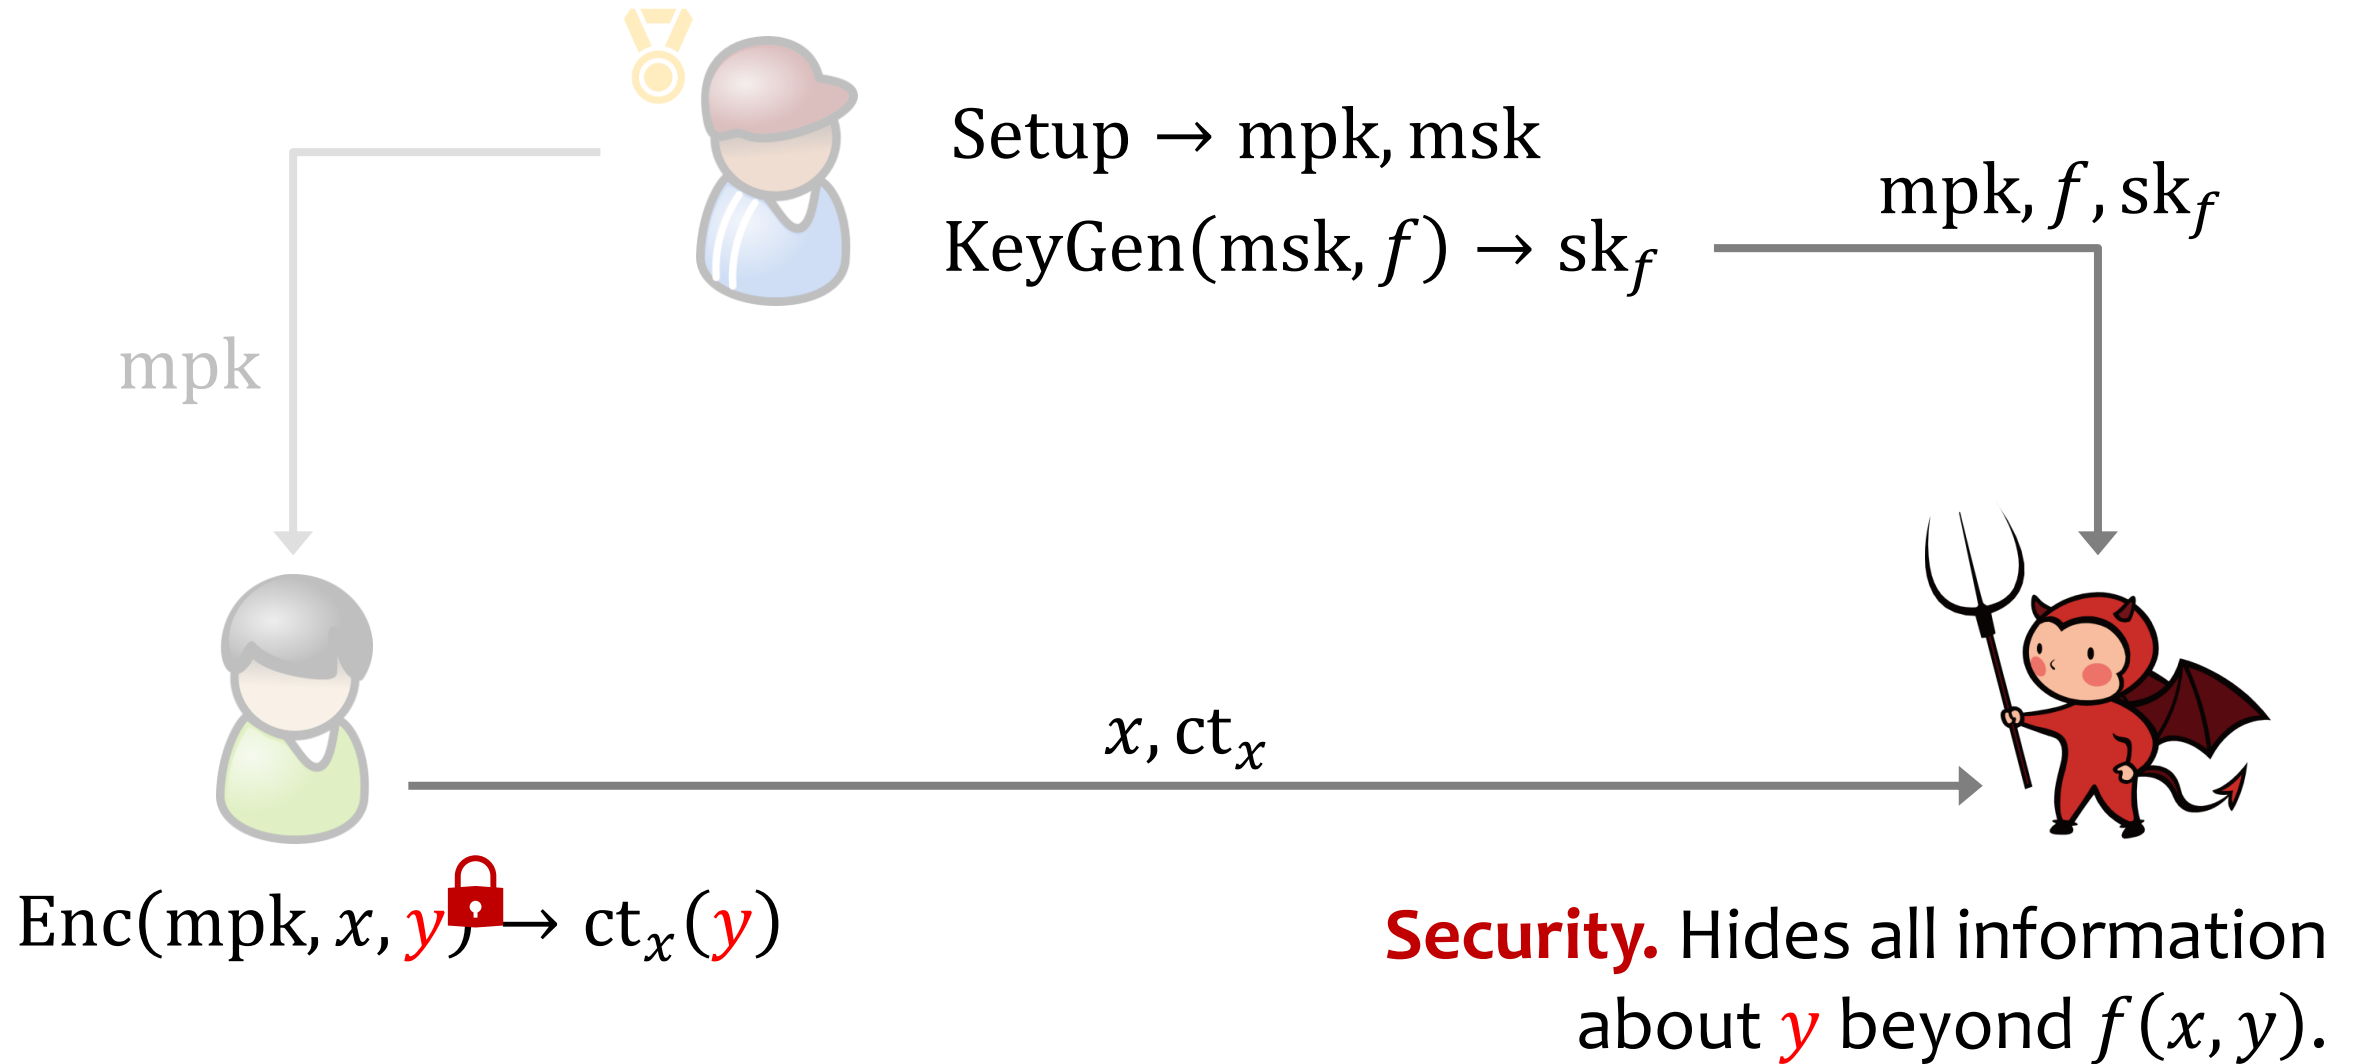 Setup → mpk, msk
KeyGen(msk, f) → sk_f
mpk, f, sk_f
mpk
x, ct_x
Enc(mpk, x, y) → ct_x(y)
Security. Hides all information
about y beyond f(x, y).